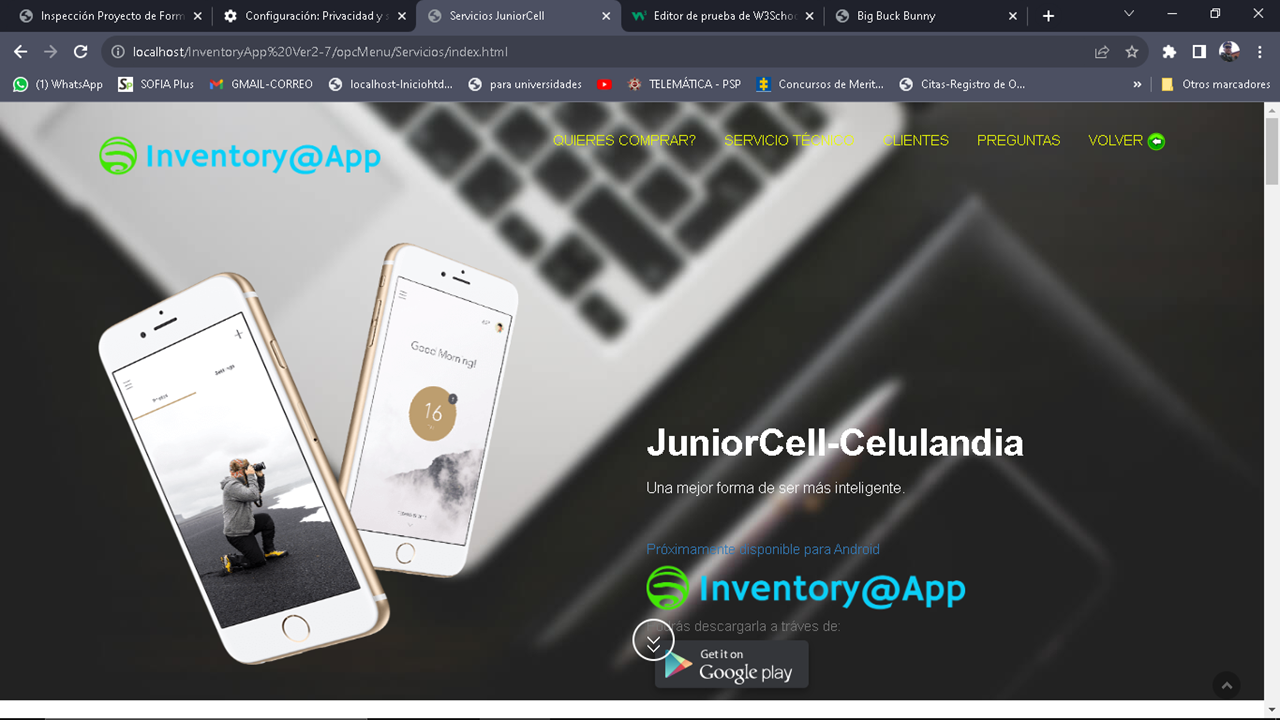 Inspección Proyecto de Form
Configuración: Privacidad y s
Servicios JuniorCell
Editor de prueba de W3Schoo
Big Buck Bunny
localhost/InventoryApp%20Ver2-7/opcMenu/Servicios/index.html
(1) WhatsApp
SOFIA Plus
GMAIL-CORREO
localhost-Iniciohtd...
para universidades
TELEMÁTICA - PSP
Concursos de Merit...
Citas-Registro de O...
»
Otros marcadores
Inventory@App
QUIERES COMPRAR?
SERVICIO TÉCNICO
CLIENTES
PREGUNTAS
VOLVER
Photos
Settings
Good Morning!
16
JuniorCell-Celulandia
Una mejor forma de ser más inteligente.
Próximamente disponible para Android
Inventory@App
descargarla a tráves de:
Get it on
Google play